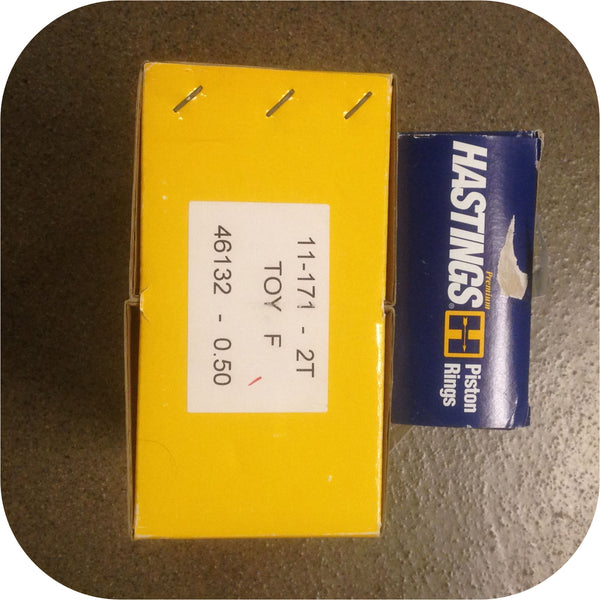 11-171 - 2T
TOY F
46132 - 0.50
HASTINGS®
Premium
H
Piston
Rings